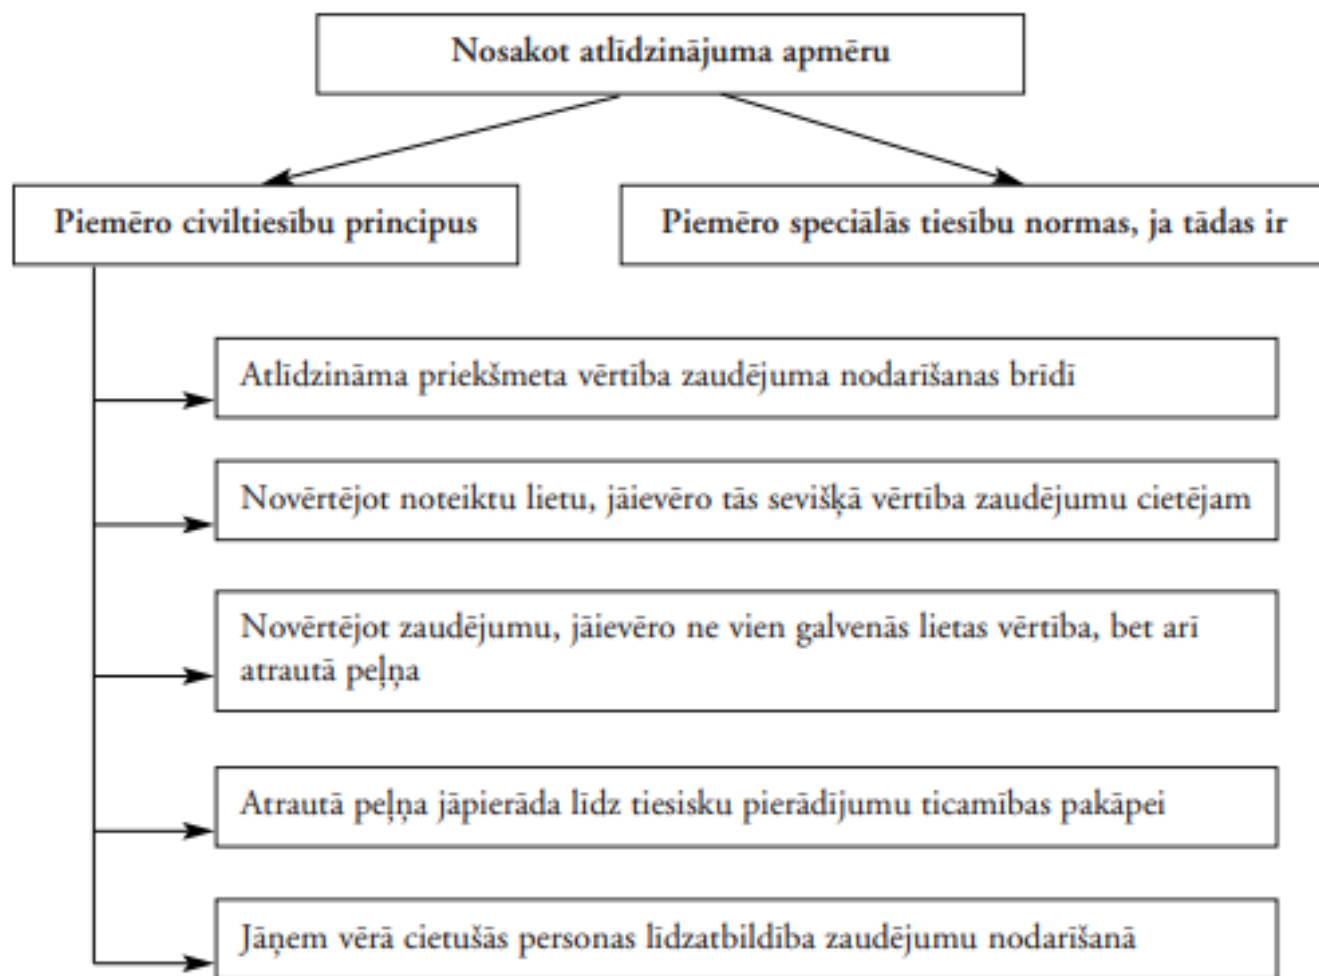 Nosakot atlīdzinājuma apmēru
Piemēro civiltiesību principus
Piemēro speciālās tiesību normas, ja tādas ir
Atlīdzināma priekšmeta vērtība zaudējuma nodarīšanas brīdī
Novērtējot noteiktu lietu, jāievēro tās sevišķā vērtība zaudējumu cietējam
Novērtējot zaudējumu, jāievēro ne vien galvenās lietas vērtība, bet arī
atrautā peļņa
Atrautā peļņa jāpierāda līdz tiesisku pierādījumu ticamības pakāpei
Jāņem vērā cietušās personas līdzatbildība zaudējumu nodarīšanā